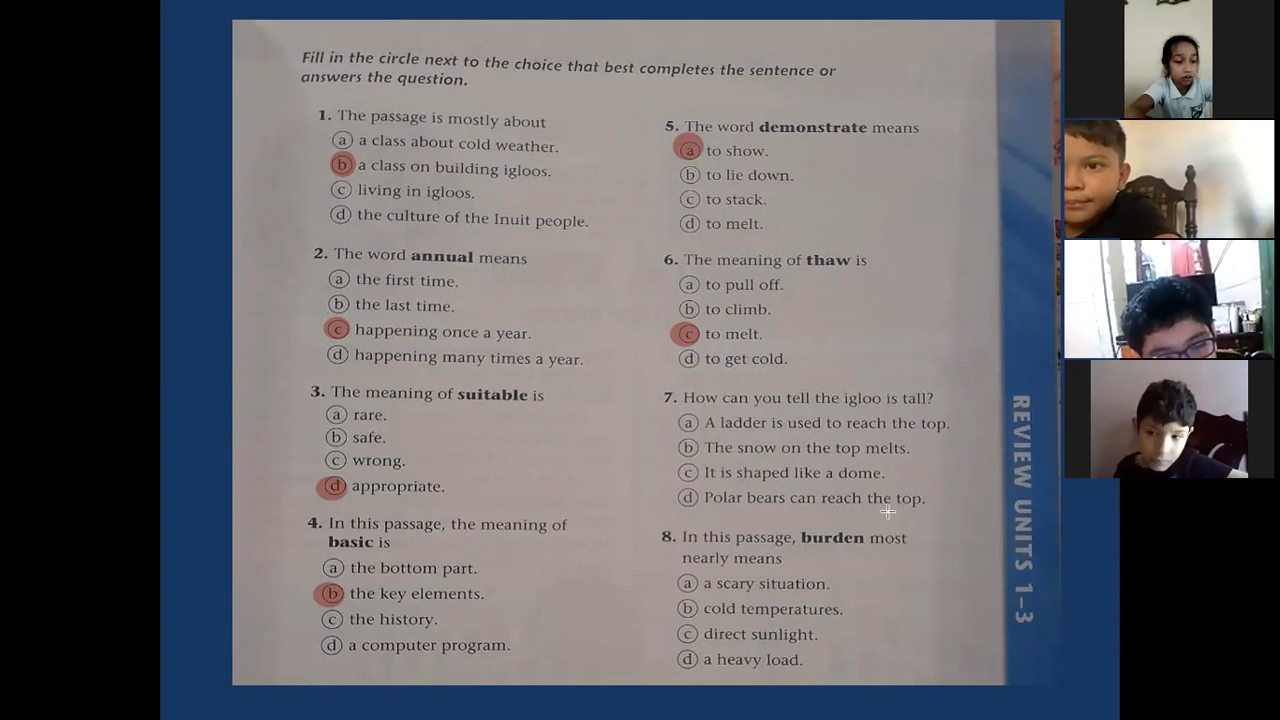 Fill in the circle next to the choice that best completes the sentence or
answers the question.
1. The passage is mostly about
a a class about cold weather.
b a class on building igloos.
c living in igloos.
d the culture of the Inuit people.
2. The word annual means
a the first time.
b the last time.
c happening once a year.
d happening many times a year.
3. The meaning of suitable is
a rare.
b safe.
c wrong.
d appropriate.
4. In this passage, the meaning of
basic is
a the bottom part.
b the key elements.
c the history.
d a computer program.
5. The word demonstrate means
a to show.
b to lie down.
c to stack.
d to melt.
6. The meaning of thaw is
a to pull off.
b to climb.
c to melt.
d to get cold.
7. How can you tell the igloo is tall?
a A ladder is used to reach the top.
b The snow on the top melts.
c It is shaped like a dome.
d Polar bears can reach the top.
8. In this passage, burden most
nearly means
a a scary situation.
b cold temperatures.
c direct sunlight.
d a heavy load.
REVIEW UNITS 1–3